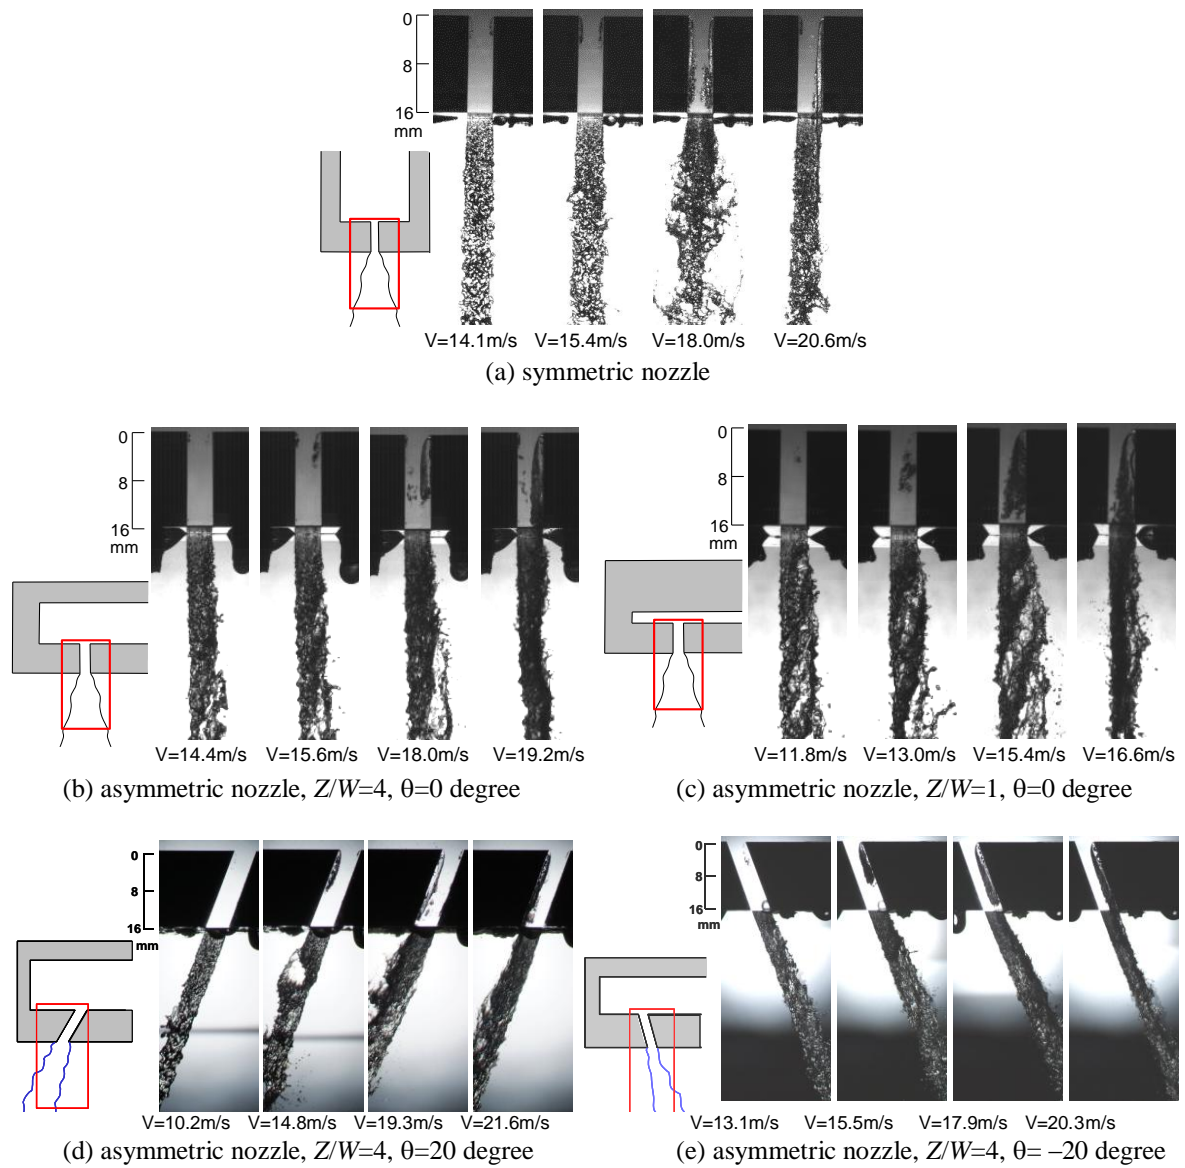 0
8
16
mm
V=14.1m/s V=15.4m/s V=18.0m/s V=20.6m/s
(a) symmetric nozzle
0
8
16
mm
V=14.4m/s V=15.6m/s V=18.0m/s V=19.2m/s
(b) asymmetric nozzle, Z/W=4, θ=0 degree
0
8
16
mm
V=11.8m/s V=13.0m/s V=15.4m/s V=16.6m/s
(c) asymmetric nozzle, Z/W=1, θ=0 degree
0
8
16
mm
V=10.2m/s V=14.8m/s V=19.3m/s V=21.6m/s
(d) asymmetric nozzle, Z/W=4, θ=20 degree
0
8
16
mm
V=13.1m/s V=15.5m/s V=17.9m/s V=20.3m/s
(e) asymmetric nozzle, Z/W=4, θ= –20 degree